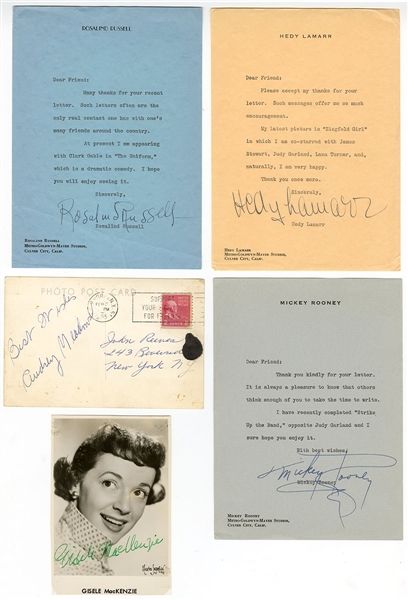 ROSALIND RUSSELL
Dear Friend:
Many thanks for your recent
letter. Such letters often are the
only real contact one has with one's
many friends around the country.
At present I am appearing
with Clark Gable in "The Uniform,"
which is a dramatic comedy. I hope
you will enjoy seeing it.
Sincerely,
Rosalind Russell
Rosalind Russell
Rosalind Russell
Metro-Goldwyn-Mayer Studios,
Culver City, Calif.
HEDY LAMARR
Dear Friend:
Please accept my thanks for your
letter. Such messages offer me so much
encouragement.
My latest picture is "Ziegfeld Girl"
in which I am co-starred with James
Stewart, Judy Garland, Lana Turner, and,
naturally, I am very happy.
Thank you once more.
Sincerely,
Hedy Lamarr
Hedy Lamarr
Hedy Lamarr
Metro-Goldwyn-Mayer Studios,
Culver City, Calif.
PHOTO POST CARD
Best Wishes
Audrey
John Reener
243 Riverside
New York N.Y.
MICKEY ROONEY
Dear Friend:
Thank you kindly for your letter.
It is always a pleasure to know that others
think enough of you to take the time to write.
I have recently completed "Strike
Up the Band," opposite Judy Garland and I
sure hope you enjoy it.
With best wishes,
Mickey Rooney
Mickey Rooney
Mickey Rooney
Metro-Goldwyn-Mayer Studios,
Culver City, Calif.
Gisele MacKenzie
GISELE MacKENZIE